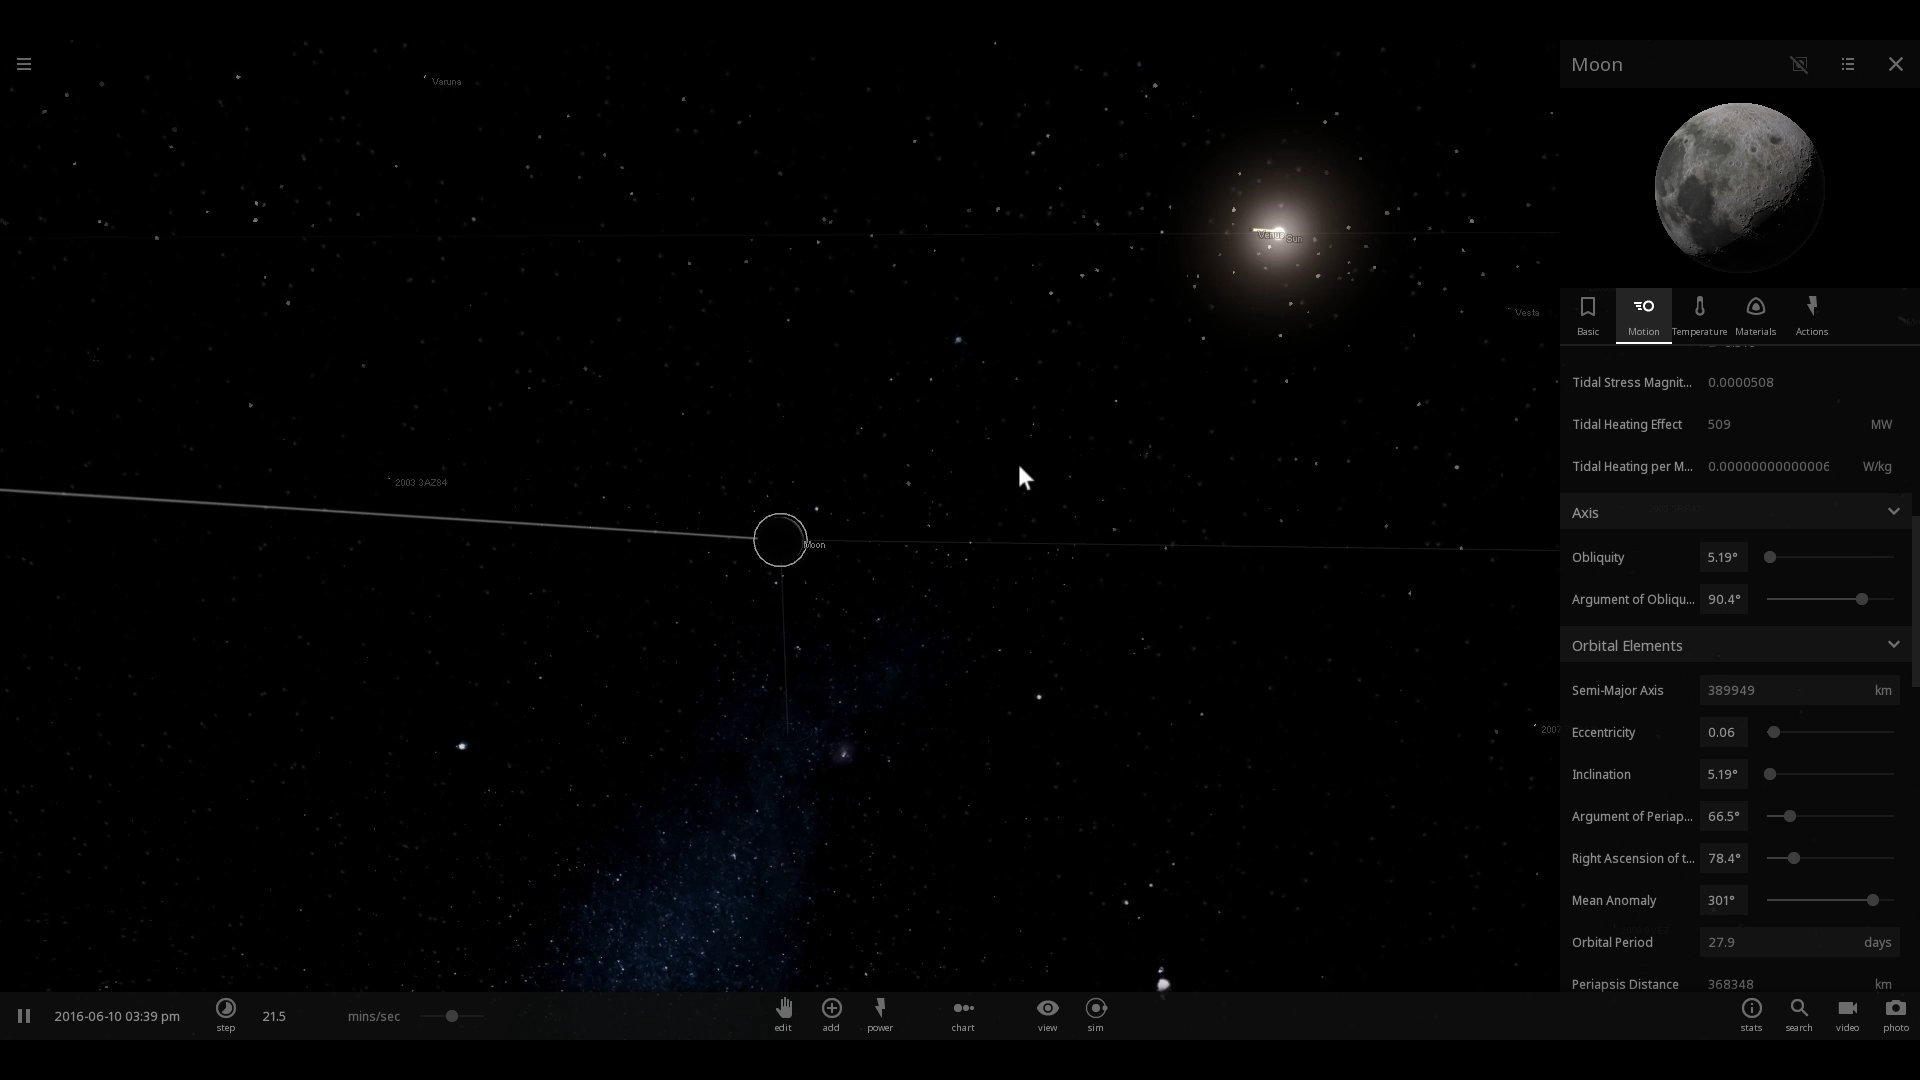 Varuna
Venus
Sun
Vesta
2003 3AZ84
Moon
2007
Moon
Basic
Motion
Temperature
Materials
Actions
Tidal Stress Magnit... 0.0000508
Tidal Heating Effect 509 MW
Tidal Heating per M... 0.00000000000006 W/kg
Axis
Obliquity 5.19°
Argument of Obliqu... 90.4°
Orbital Elements
Semi-Major Axis 389949 km
Eccentricity 0.06
Inclination 5.19°
Argument of Periap... 66.5°
Right Ascension of t... 78.4°
Mean Anomaly 301°
Orbital Period 27.9 days
Periapsis Distance 368348 km
2016-06-10 03:39 pm
step
21.5 mins/sec
edit
add
power
chart
view
sim
stats
search
video
photo